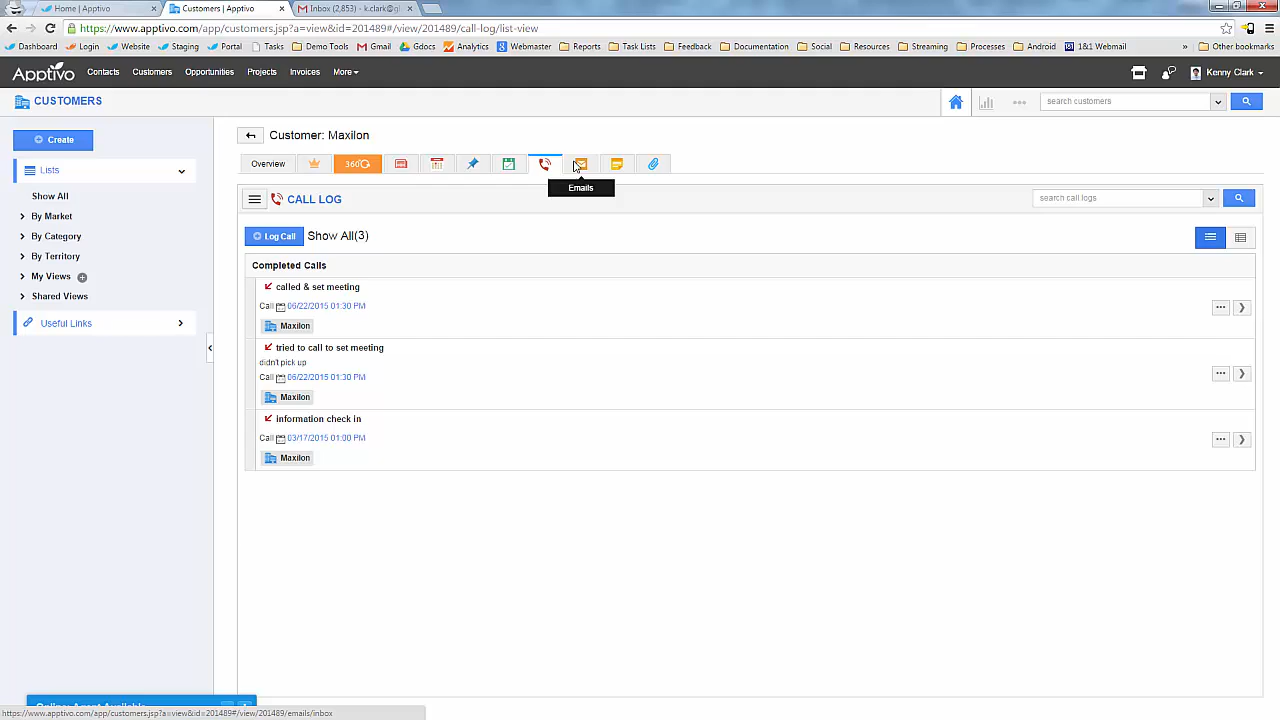 Home | Apptivo
Customers | Apptivo
Inbox (2,853) - k.clark@gl
https://www.apptivo.com/app/customers.jsp?a=view&id=201489#/view/201489/call-log/list-view
Dashboard Login Website Staging Portal Tasks Demo Tools Gmail Gdocs Analytics Webmaster Reports Task Lists Feedback Documentation Social Resources Streaming Processes Android 1&1 Webmail » Other bookmarks
Apptivo Contacts Customers Opportunities Projects Invoices More Kenny Clark
CUSTOMERS
search customers
Create
Customer: Maxilon
Lists
Overview 360°
Emails
Show All
CALL LOG
search call logs
By Market
By Category
Log Call Show All(3)
By Territory
Completed Calls
My Views
called & set meeting
Shared Views
Call 06/22/2015 01:30 PM
Useful Links
Maxilon
tried to call to set meeting
didn't pick up
Call 06/22/2015 01:30 PM
Maxilon
information check in
Call 03/17/2015 01:00 PM
Maxilon
Online: Agent Available
https://www.apptivo.com/app/customers.jsp?a=view&id=201489#/view/201489/emails/inbox